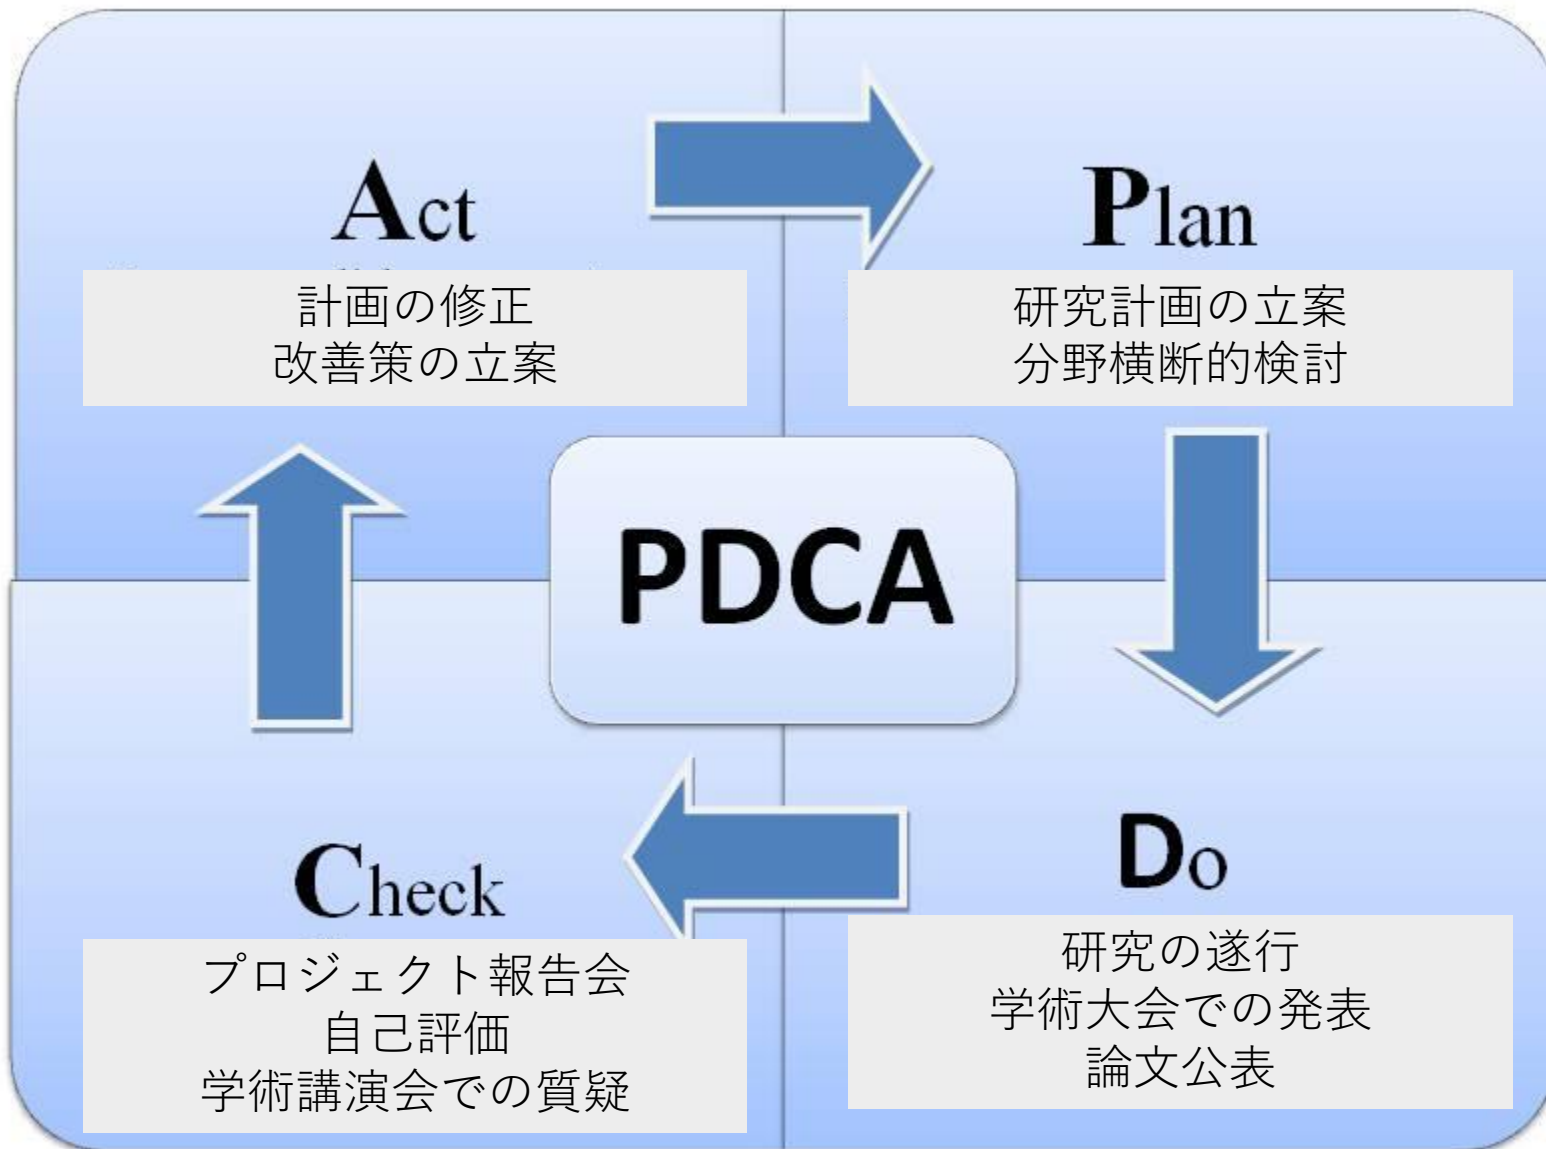 Act
計画の修正
改善策の立案
Plan
研究計画の立案
分野横断的検討
PDCA
Check
プロジェクト報告会
自己評価
学術講演会での質疑
Do
研究の遂行
学術大会での発表
論文公表